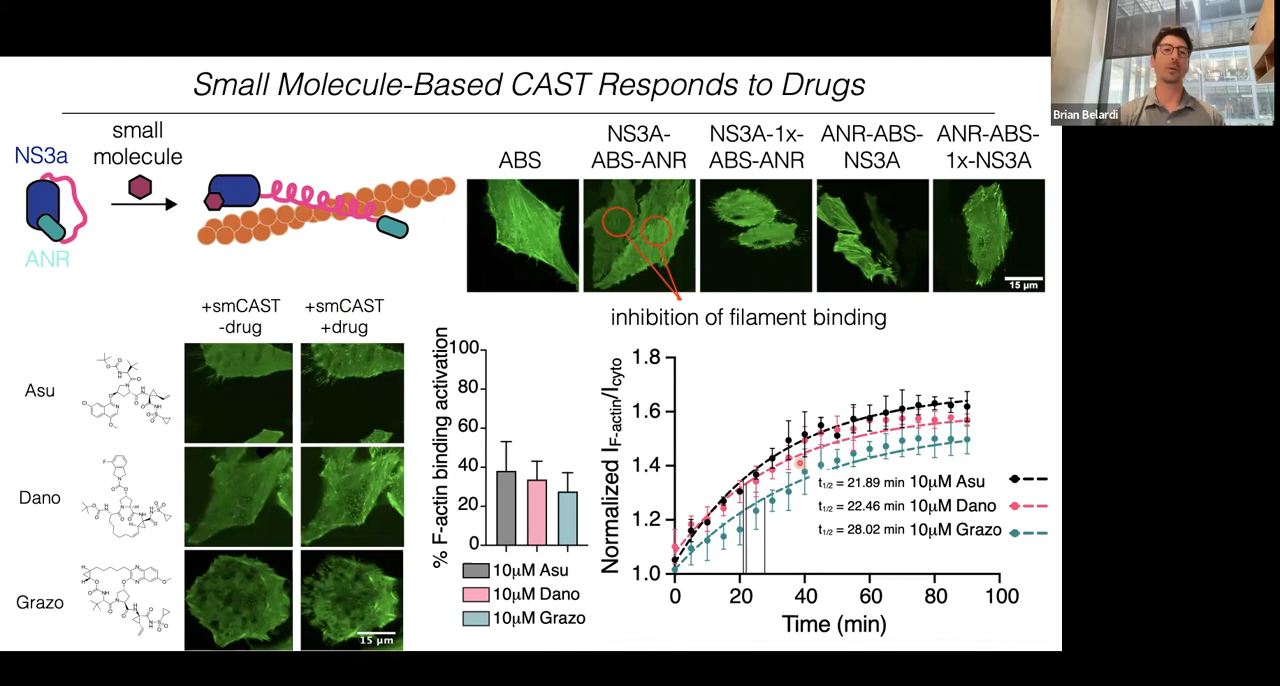 Small Molecule-Based CAST Responds to Drugs
Brian Belardi
NS3a
small
molecule
ANR
ABS
NS3A-
ABS-ANR
NS3A-1x-
ABS-ANR
ANR-ABS-
NS3A
ANR-ABS-
1x-NS3A
15 µm
inhibition of filament binding
+smCAST
-drug
+smCAST
+drug
Asu
Dano
Grazo
15 µm
% F-actin binding activation
100
80
60
40
20
0
10µM Asu
10µM Dano
10µM Grazo
Normalized IF-actin/Icyto
1.8
1.6
1.4
1.2
1.0
0
20
40
60
80
100
Time (min)
t1/2 = 21.89 min 10µM Asu
t1/2 = 22.46 min 10µM Dano
t1/2 = 28.02 min 10µM Grazo